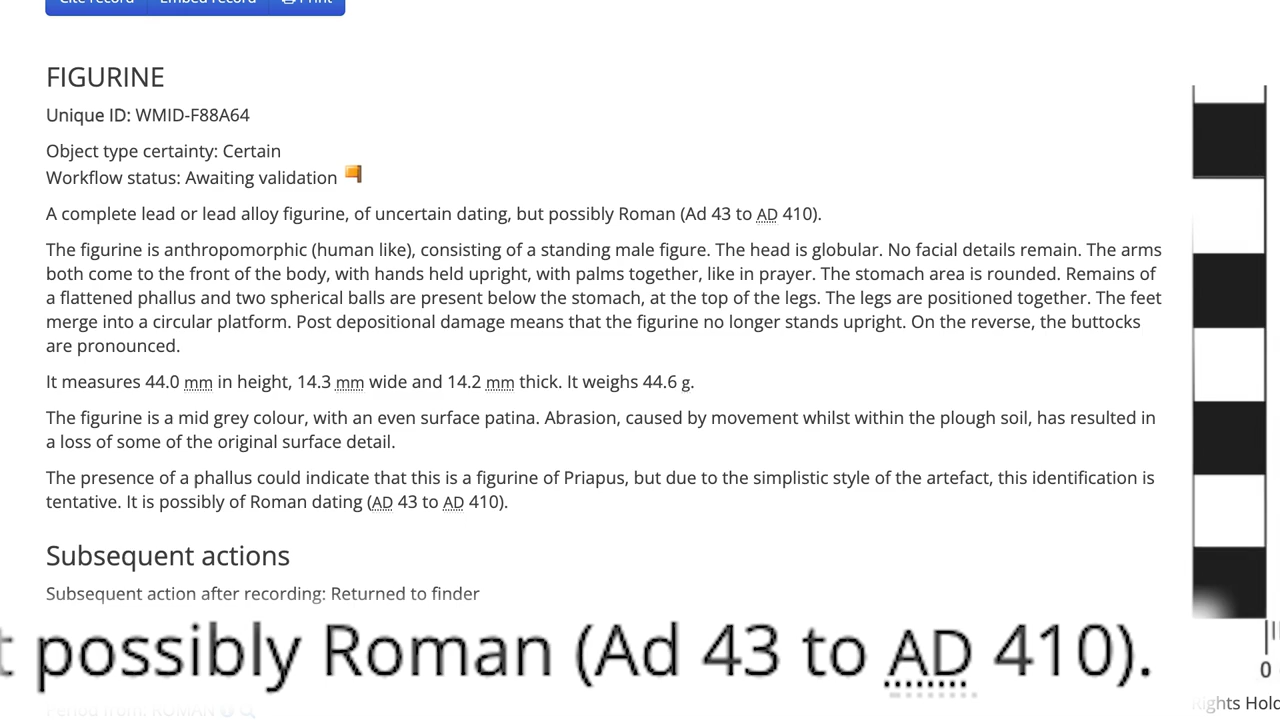 Cite record Embed record Print
FIGURINE
Unique ID: WMID-F88A64
Object type certainty: Certain
Workflow status: Awaiting validation
A complete lead or lead alloy figurine, of uncertain dating, but possibly Roman (Ad 43 to AD 410).
The figurine is anthropomorphic (human like), consisting of a standing male figure. The head is globular. No facial details remain. The arms
both come to the front of the body, with hands held upright, with palms together, like in prayer. The stomach area is rounded. Remains of
a flattened phallus and two spherical balls are present below the stomach, at the top of the legs. The legs are positioned together. The feet
merge into a circular platform. Post depositional damage means that the figurine no longer stands upright. On the reverse, the buttocks
are pronounced.
It measures 44.0 mm in height, 14.3 mm wide and 14.2 mm thick. It weighs 44.6 g.
The figurine is a mid grey colour, with an even surface patina. Abrasion, caused by movement whilst within the plough soil, has resulted in
a loss of some of the original surface detail.
The presence of a phallus could indicate that this is a figurine of Priapus, but due to the simplistic style of the artefact, this identification is
tentative. It is possibly of Roman dating (AD 43 to AD 410).
Subsequent actions
Subsequent action after recording: Returned to finder
t possibly Roman (Ad 43 to AD 410).
0
Period from: ROMAN
Rights Hold